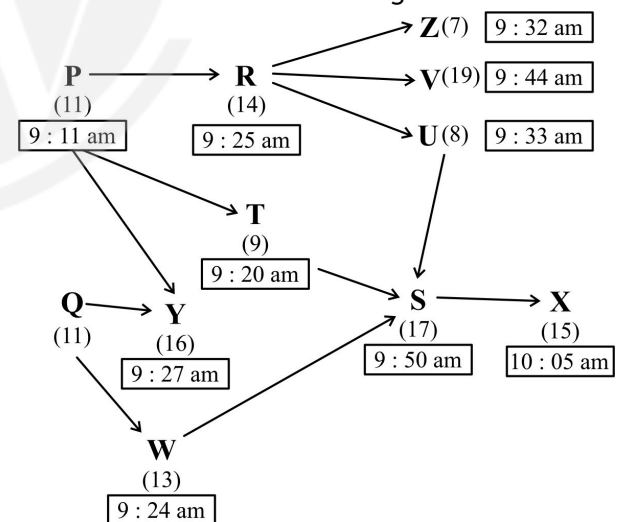 Z(7) 9 : 32 am
P R V(19) 9 : 44 am
(11) (14)
9 : 11 am 9 : 25 am U(8) 9 : 33 am
T
(9)
9 : 20 am
Q Y S X
(11) (16) (17) (15)
9 : 27 am 9 : 50 am 10 : 05 am
W
(13)
9 : 24 am